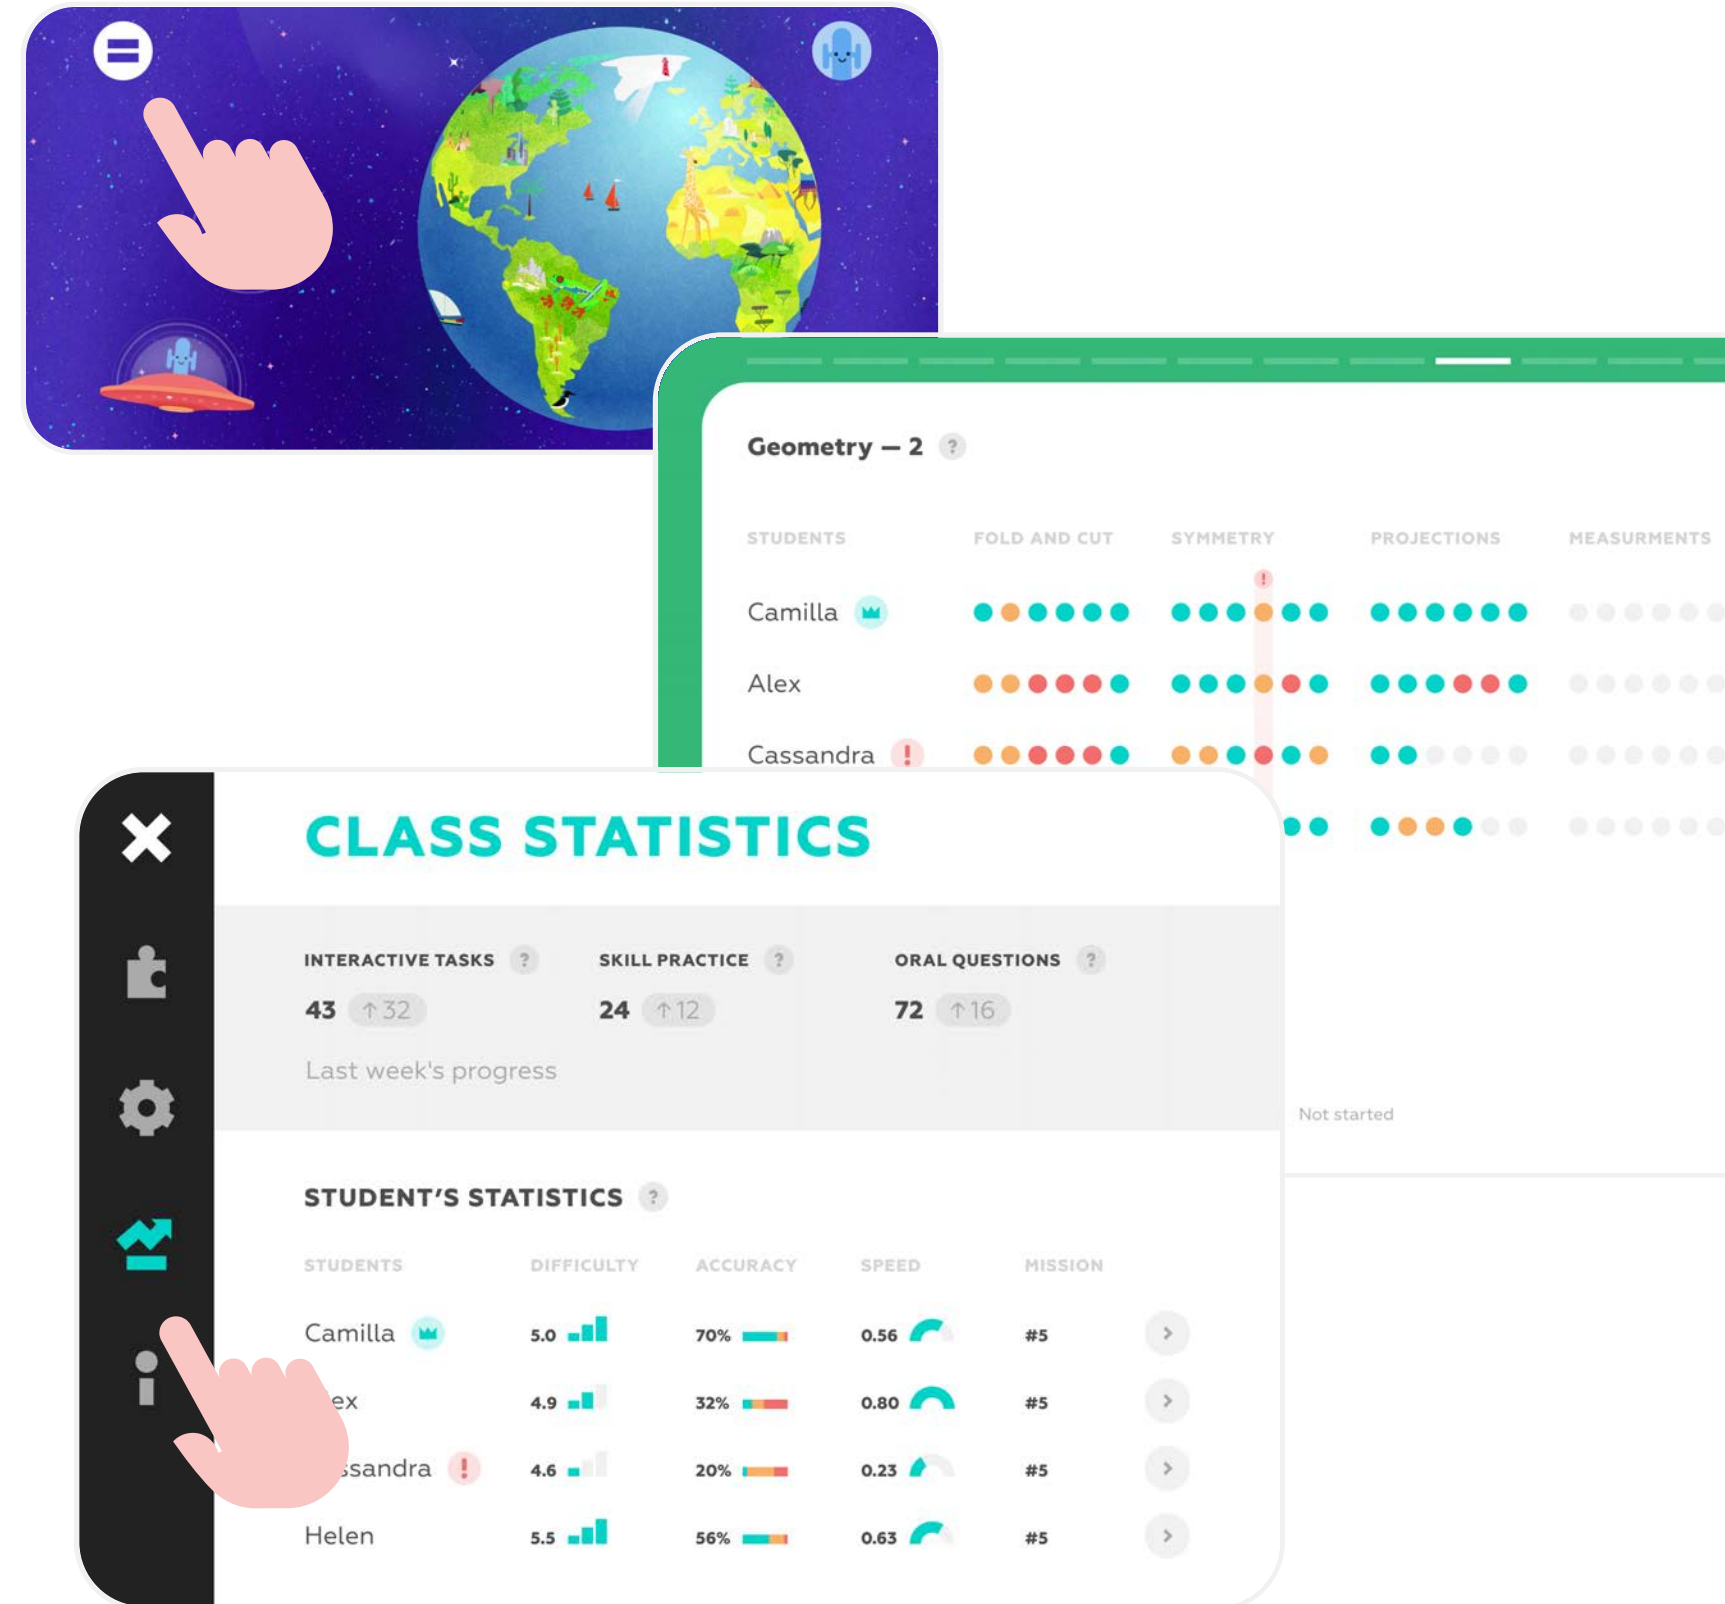 Geometry — 2 ?
STUDENTS FOLD AND CUT SYMMETRY PROJECTIONS MEASURMENTS
!
Camilla
Alex
Cassandra !
Not started
CLASS STATISTICS
INTERACTIVE TASKS ? SKILL PRACTICE ? ORAL QUESTIONS ?
43 ↑32 24 ↑12 72 ↑16
Last week's progress
STUDENT’S STATISTICS ?
STUDENTS DIFFICULTY ACCURACY SPEED MISSION
Camilla 5.0 70% 0.56 #5
ex 4.9 32% 0.80 #5
ssandra ! 4.6 20% 0.23 #5
Helen 5.5 56% 0.63 #5